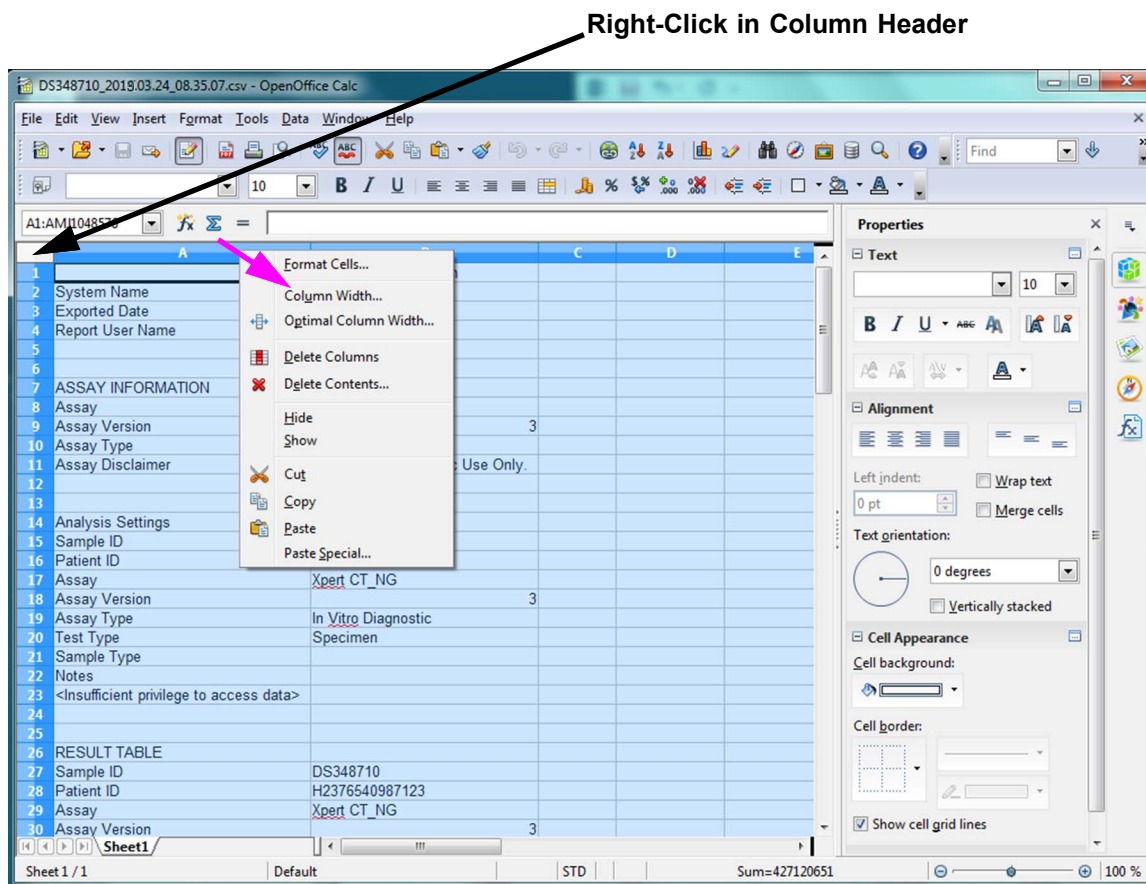 Right-Click in Column Header
DS348710_2019.03.24_08.35.07.csv - OpenOffice Calc
File Edit View Insert Format Tools Data Window Help
Find
10
A1:AMJ1048576
A C D E
1
2 System Name
3 Exported Date
4 Report User Name
5
6
7 ASSAY INFORMATION
8 Assay
9 Assay Version 3
10 Assay Type
11 Assay Disclaimer Use Only.
12
13
14 Analysis Settings
15 Sample ID
16 Patient ID
17 Assay Xpert CT_NG
18 Assay Version 3
19 Assay Type In Vitro Diagnostic
20 Test Type Specimen
21 Sample Type
22 Notes
23 <Insufficient privilege to access data>
24
25
26 RESULT TABLE
27 Sample ID DS348710
28 Patient ID H2376540987123
29 Assay Xpert CT_NG
30 Assay Version 3
Format Cells...
Column Width...
Optimal Column Width...
Delete Columns
Delete Contents...
Hide
Show
Cut
Copy
Paste
Paste Special...
Properties
Text
10
Alignment
Left indent:
0 pt
Wrap text
Merge cells
Text orientation:
0 degrees
Vertically stacked
Cell Appearance
Cell background:
Cell border:
Show cell grid lines
Sheet1
Sheet 1 / 1 Default STD Sum=427120651 100 %